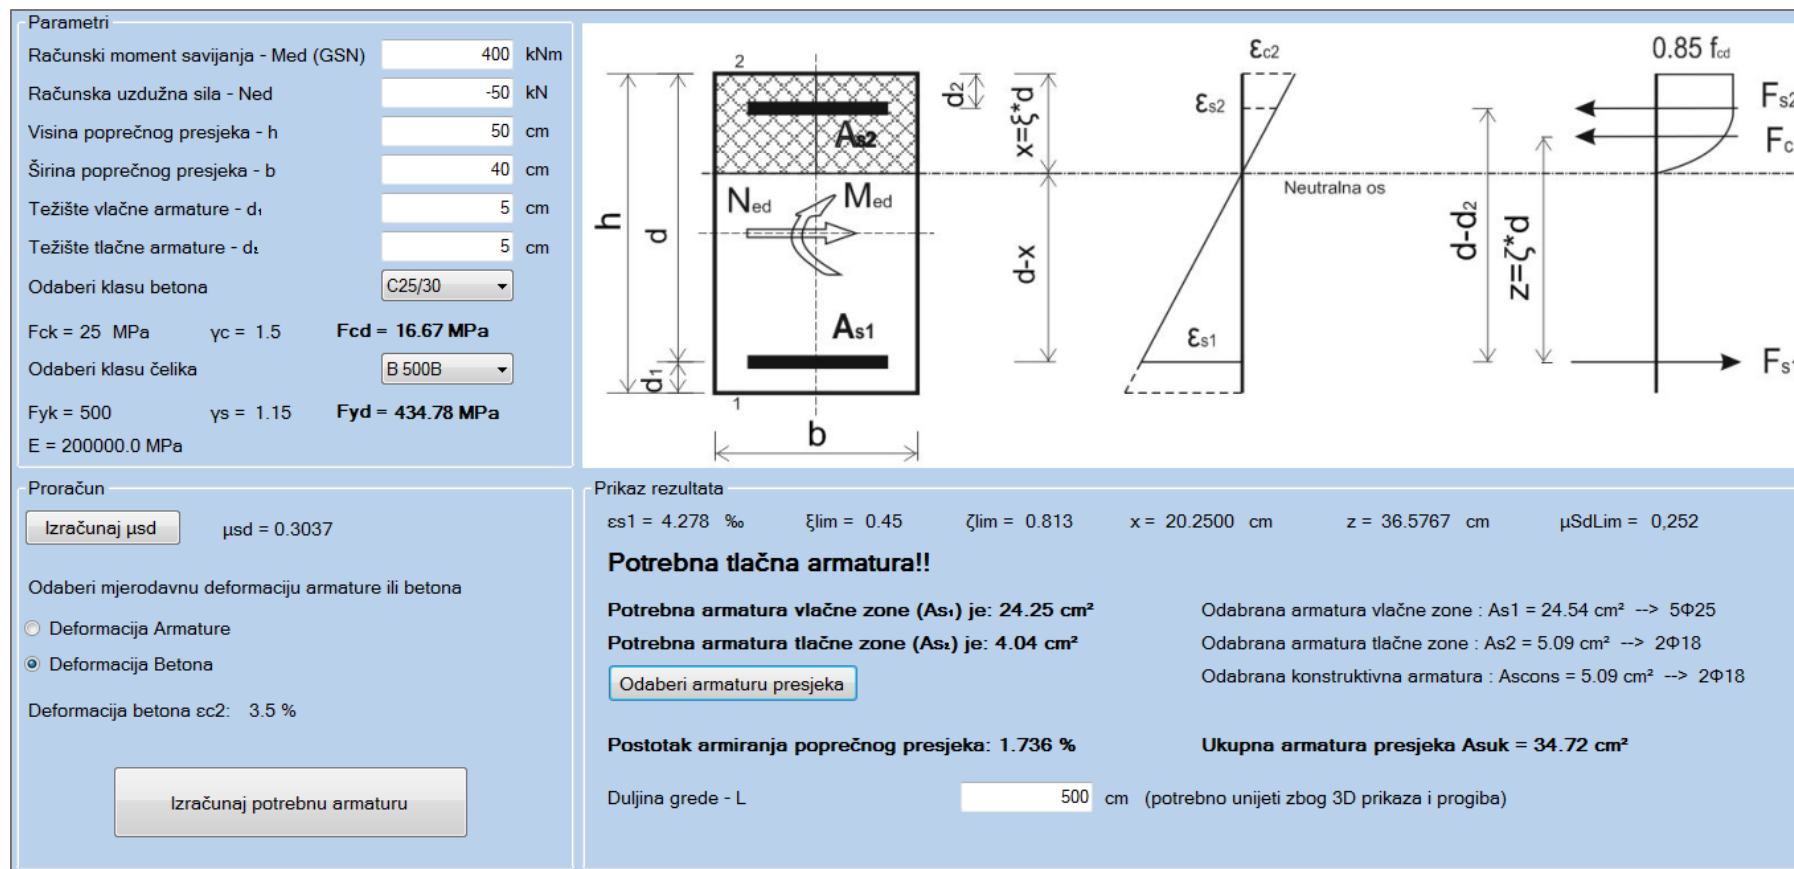 Parametri
Računski moment savijanja - Med (GSN) 400 kNm
Računska uzdužna sila - Ned -50 kN
Visina poprečnog presjeka - h 50 cm
Širina poprečnog presjeka - b 40 cm
Težište vlačne armature - d₁ 5 cm
Težište tlačne armature - d₂ 5 cm
Odaberi klasu betona C25/30
Fck = 25 MPa γc = 1.5 Fcd = 16.67 MPa
Odaberi klasu čelika B 500B
Fyk = 500 γs = 1.15 Fyd = 434.78 MPa
E = 200000.0 MPa
2
h
d
d₁
As2
Ned
Med
As1
1
b
d₂
x=ξ*d
d-x
εc2
εs2
Neutralna os
εs1
0.85 fcd
Fs2
Fc
d-d₂
z=ζ*d
Fs1
Proračun
Izračunaj μsd μsd = 0.3037
Odaberi mjerodavnu deformaciju armature ili betona
Deformacija Armature
Deformacija Betona
Deformacija betona εc2: 3.5 %
Izračunaj potrebnu armaturu
Prikaz rezultata
εs1 = 4.278 ‰ ξlim = 0.45 ζlim = 0.813 x = 20.2500 cm z = 36.5767 cm μSdLim = 0,252
Potrebna tlačna armatura!!
Potrebna armatura vlačne zone (As₁) je: 24.25 cm² Odabrana armatura vlačne zone : As1 = 24.54 cm² --> 5Φ25
Potrebna armatura tlačne zone (As₂) je: 4.04 cm² Odabrana armatura tlačne zone : As2 = 5.09 cm² --> 2Φ18
Odaberi armaturu presjeka Odabrana konstruktivna armatura : Ascons = 5.09 cm² --> 2Φ18
Postotak armiranja poprečnog presjeka: 1.736 % Ukupna armatura presjeka Asuk = 34.72 cm²
Duljina grede - L 500 cm (potrebno unijeti zbog 3D prikaza i progiba)